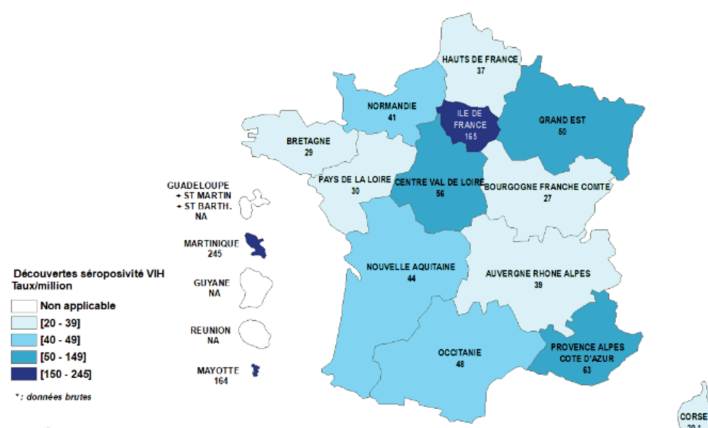 HAUTS DE FRANCE
37
NORMANDIE
41
ILE DE
FRANCE
165
GRAND EST
50
BRETAGNE
29
PAYS DE LA LOIRE
30
CENTRE VAL DE LOIRE
56
BOURGOGNE FRANCHE COMTE
27
GUADELOUPE
+ ST MARTIN
+ ST BARTH.
NA
MARTINIQUE
245
GUYANE
NA
REUNION
NA
MAYOTTE
164
NOUVELLE AQUITAINE
44
AUVERGNE RHONE ALPES
39
OCCITANIE
48
PROVENCE ALPES
COTE D'AZUR
63
CORSE
Découvertes séropositivité VIH
Taux/million
Non applicable
[20 - 39]
[40 - 49]
[50 - 149]
[150 - 245]
* : données brutes